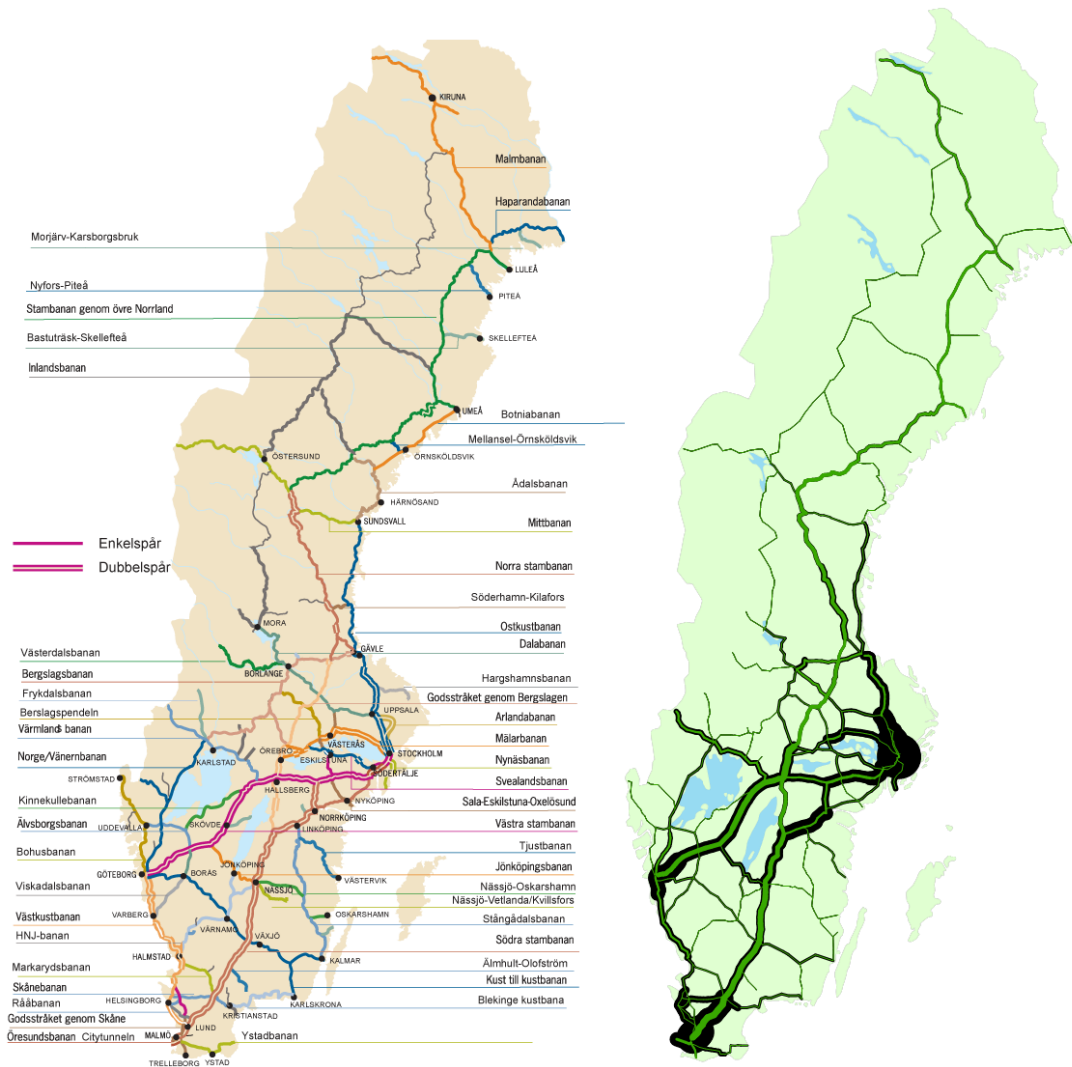 KIRUNA
Malmbanan
Haparandabanan
Morjärv-Karsborgsbruk
LULEÅ
Nyfors-Piteå
PITEA
Stambanan genom övre Norrland
Bastuträsk-Skellefteå
SKELLEFTEA
Inlandsbanan
UMEÅ
Botniabanan
Mellansel-Örnsköldsvik
ÖSTERSUND
ÖRNSKÖLDSVIK
Ådalsbanan
HÄRNÖSAND
SUNDSVALL
Mittbanan
Enkelspår
Dubbelspår
Norra stambanan
Söderhamn-Kilafors
MORA
Ostkustbanan
Dalabanan
GÄVLE
Västerdalsbanan
Bergslagsbanan
BORLÄNGE
Hargshamnsbanan
Frykdalsbanan
Godsstråket genom Bergslagen
Berslagspendeln
UPPSALA
Arlandabanan
Värmlands banan
VÄSTERÅS
Mälarbanan
Norge/Vänernbanan
KARLSTAD
ÖREBRO
ESKILSTUNA
STOCKHOLM
Nynäsbanan
STRÖMSTAD
SÖDERTÄLJE
HALLSBERG
Svealandsbanan
Kinnekullebanan
NYKÖPING
Sala-Eskilstuna-Oxelösund
Älvsborgsbanan
UDDEVALLA
SKÖVDE
NORRKÖPING
LINKÖPING
Västra stambanan
Bohusbanan
Tjustbanan
GÖTEBORG
BORÅS
JÖNKÖPING
Jönköpingsbanan
VÄSTERVIK
Viskadalsbanan
NÄSSJÖ
Nässjö-Oskarshamn
Nässjö-Vetlanda/Kvillsfors
Västkustbanan
VARBERG
OSKARSHAMN
Stångådalsbanan
HNJ-banan
VÄRNAMO
VÄXJÖ
Södra stambanan
HALMSTAD
KALMAR
Älmhult-Olofström
Markarydsbanan
Kust till kustbanan
Skånebanan
HELSINGBORG
KARLSKRONA
Blekinge kustbana
Rååbanan
KRISTIANSTAD
Godsstråket genom Skåne
LUND
Öresundsbanan
Citytunneln
MALMÖ
Ystadbanan
TRELLEBORG
YSTAD